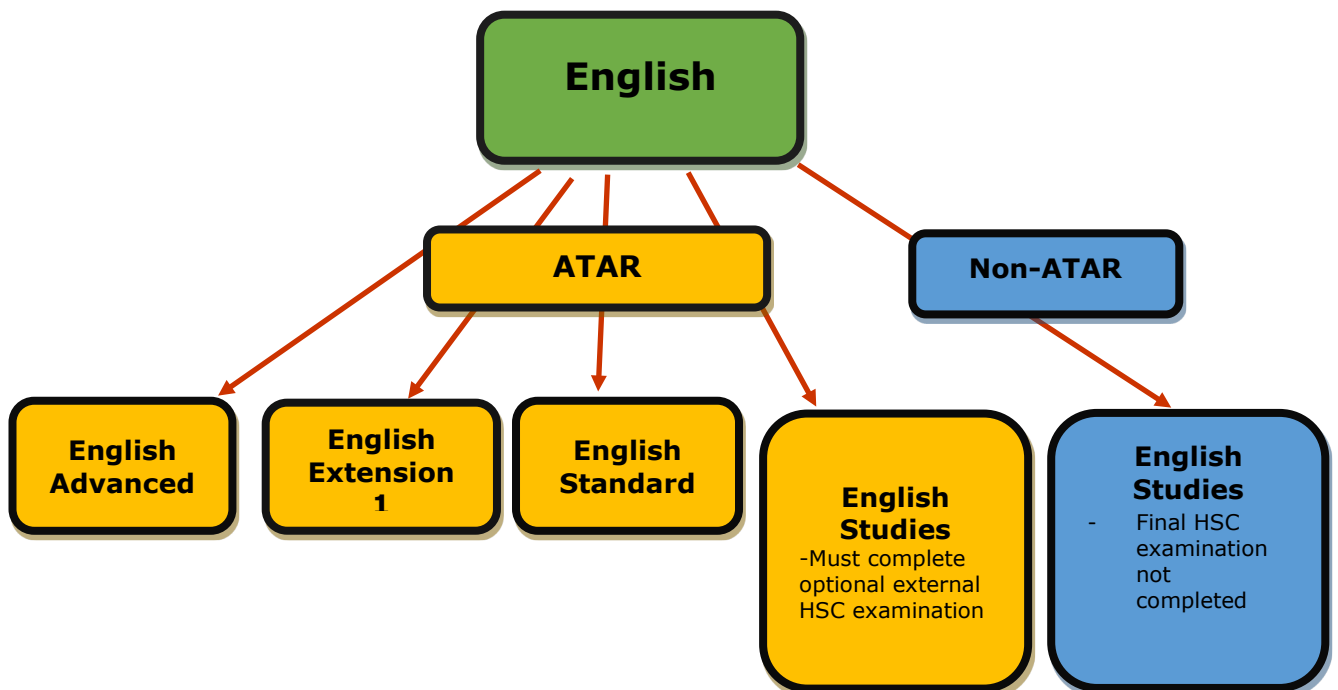 English
ATAR
Non-ATAR
English
Advanced
English
Extension
1
English
Standard
English
Studies
-Must complete
optional external
HSC examination
English
Studies
- Final HSC
examination
not
completed